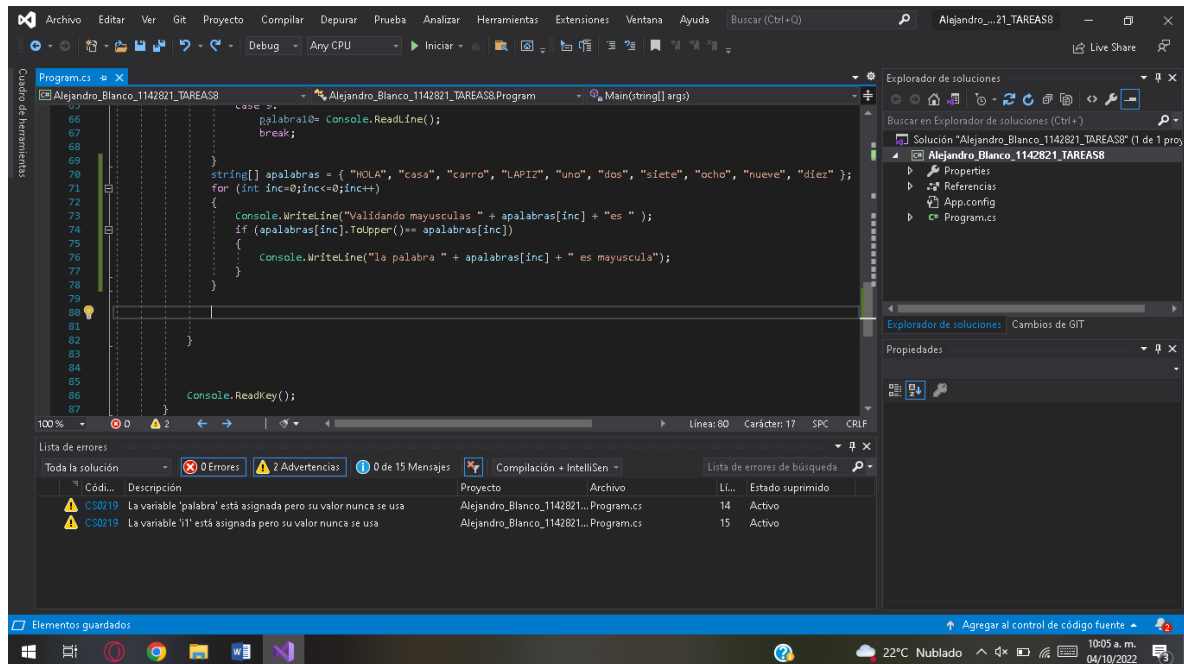 Archivo Editar Ver Git Proyecto Compilar Depurar Prueba Analizar Herramientas Extensiones Ventana Ayuda Buscar (Ctrl+Q) Alejandro_...21_TAREAS8
Debug Any CPU Iniciar Live Share
Cuadro de herramientas
Program.cs
Alejandro_Blanco_1142821_TAREAS8 Alejandro_Blanco_1142821_TAREAS8.Program Main(string[] args)
65 case 9:
66 palabra10= Console.ReadLine();
67 break;
68
69 }
70 string[] apalabras = { "HOLA", "casa", "carro", "LAPIZ", "uno", "dos", "siete", "ocho", "nueve", "diez" };
71 for (int inc=0;inc<=0;inc++)
72 {
73 Console.WriteLine("Validando mayusculas " + apalabras[inc] + "es " );
74 if (apalabras[inc].ToUpper()== apalabras[inc])
75 {
76 Console.WriteLine("la palabra " + apalabras[inc] + " es mayuscula");
77 }
78 }
79
80
81
82 }
83
84
85
86 Console.ReadKey();
87 }
100 % 0 2 Línea: 80 Carácter: 17 SPC CRLF
Explorador de soluciones
Buscar en Explorador de soluciones (Ctrl+¨)
Solución "Alejandro_Blanco_1142821_TAREAS8" (1 de 1 proy
Alejandro_Blanco_1142821_TAREAS8
Properties
Referencias
App.config
C# Program.cs
Explorador de soluciones Cambios de GIT
Propiedades
Lista de errores
Toda la solución 0 Errores 2 Advertencias 0 de 15 Mensajes Compilación + IntelliSen Lista de errores de búsqueda
Códi... Descripción Proyecto Archivo Lí... Estado suprimido
CS0219 La variable 'palabra' está asignada pero su valor nunca se usa Alejandro_Blanco_1142821... Program.cs 14 Activo
CS0219 La variable 'i1' está asignada pero su valor nunca se usa Alejandro_Blanco_1142821... Program.cs 15 Activo
Elementos guardados Agregar al control de código fuente 2
22°C Nublado 10:05 a. m.
04/10/2022 3